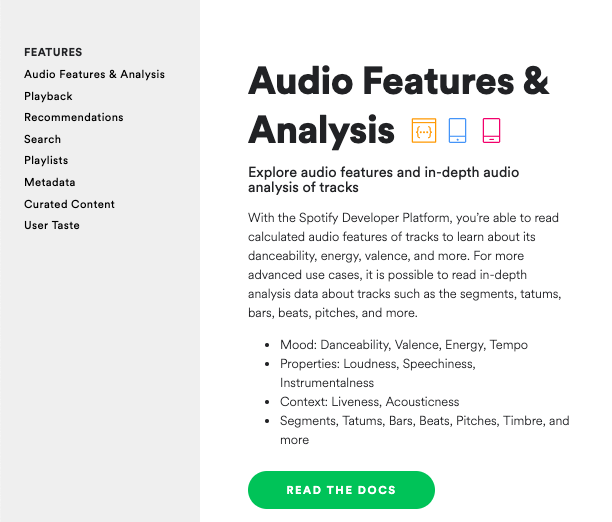 FEATURES
Audio Features & Analysis
Playback
Recommendations
Search
Playlists
Metadata
Curated Content
User Taste
Audio Features &
Analysis {...}
Explore audio features and in-depth audio
analysis of tracks
With the Spotify Developer Platform, you're able to read
calculated audio features of tracks to learn about its
danceability, energy, valence, and more. For more
advanced use cases, it is possible to read in-depth
analysis data about tracks such as the segments, tatums,
bars, beats, pitches, and more.
• Mood: Danceability, Valence, Energy, Tempo
• Properties: Loudness, Speechiness,
Instrumentalness
• Context: Liveness, Acousticness
• Segments, Tatums, Bars, Beats, Pitches, Timbre, and
more
READ THE DOCS